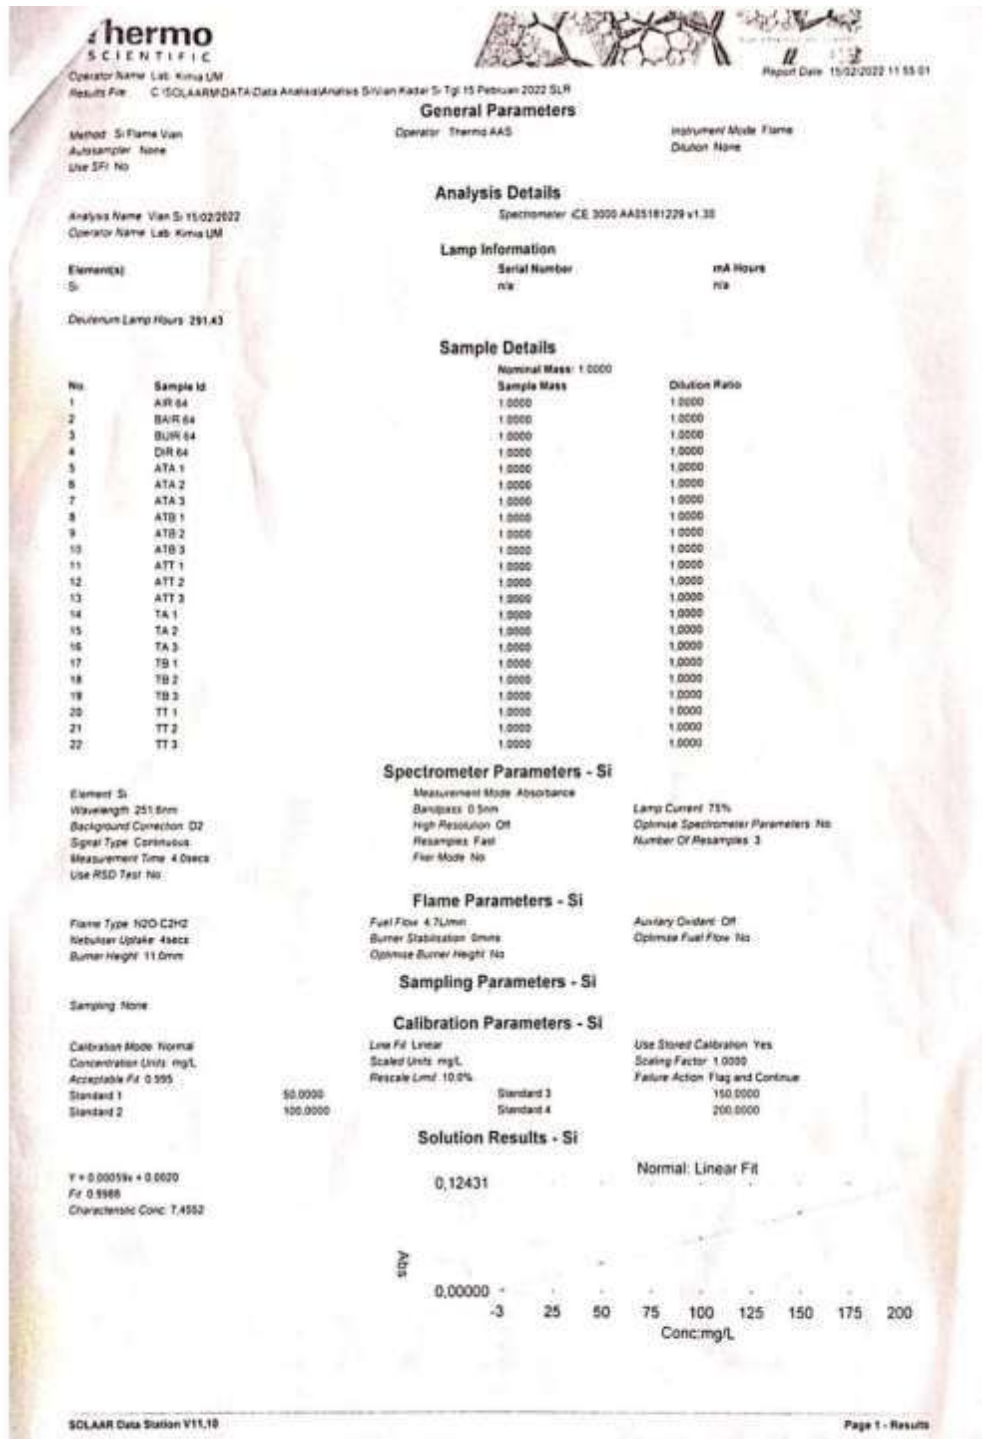 thermo
SCIENTIFIC
Operator Name Lab. Kimia UM
Report Date 15/02/2022 11 55 01
Results File C:\SOLAARM\DATA\Data Analisis\Analisis Si\Vian Kadar Si Tgl 15 Pebruari 2022 SLR
General Parameters
Method Si Flame Vian Operator Thermo AAS Instrument Mode Flame
Autosampler None Dilution None
Use SFI No
Analysis Details
Analysis Name Vian Si 15/02/2022 Spectrometer iCE 3000 AA05181229 v1.30
Operator Name Lab. Kimia UM
Lamp Information
Element(s) Serial Number mA Hours
Si n/a n/a
Deuterium Lamp Hours 291,43
Sample Details
Nominal Mass: 1.0000
No. Sample Id Sample Mass Dilution Ratio
1 AIR 64 1.0000 1.0000
2 BAIR 64 1.0000 1.0000
3 BUIR 64 1.0000 1.0000
4 DIR 64 1.0000 1.0000
5 ATA 1 1.0000 1.0000
6 ATA 2 1.0000 1.0000
7 ATA 3 1.0000 1.0000
8 ATB 1 1.0000 1.0000
9 ATB 2 1.0000 1.0000
10 ATB 3 1.0000 1.0000
11 ATT 1 1.0000 1.0000
12 ATT 2 1.0000 1.0000
13 ATT 3 1.0000 1.0000
14 TA 1 1.0000 1.0000
15 TA 2 1,0000 1,0000
16 TA 3 1,0000 1,0000
17 TB 1 1.0000 1.0000
18 TB 2 1.0000 1.0000
19 TB 3 1.0000 1.0000
20 TT 1 1.0000 1.0000
21 TT 2 1.0000 1.0000
22 TT 3 1.0000 1.0000
Spectrometer Parameters - Si
Element Si Measurement Mode Absorbance
Wavelength 251.6nm Bandpass 0.5nm Lamp Current 75%
Background Correction D2 High Resolution Off Optimise Spectrometer Parameters No
Signal Type Continuous Resamples Fast Number Of Resamples 3
Measurement Time 4.0secs Flier Mode No
Use RSD Test No
Flame Parameters - Si
Flame Type N2O-C2H2 Fuel Flow 4.7L/min Auxiliary Oxidant Off
Nebuliser Uptake 4secs Burner Stabilisation 0mins Optimise Fuel Flow No
Burner Height 11.0mm Optimise Burner Height No
Sampling Parameters - Si
Sampling None
Calibration Parameters - Si
Calibration Mode Normal Line Fit Linear Use Stored Calibration Yes
Concentration Units mg/L Scaled Units mg/L Scaling Factor 1.0000
Acceptable Fit 0.995 Rescale Limit 10.0% Failure Action Flag and Continue
Standard 1 50.0000 Standard 3 150.0000
Standard 2 100.0000 Standard 4 200.0000
Solution Results - Si
Y = 0.00059x + 0.0020
Fit 0.9988
Characteristic Conc 7,4552
Normal: Linear Fit
0,12431
Abs
0,00000
-3 25 50 75 100 125 150 175 200
Conc:mg/L
SOLAAR Data Station V11,10 Page 1 - Results